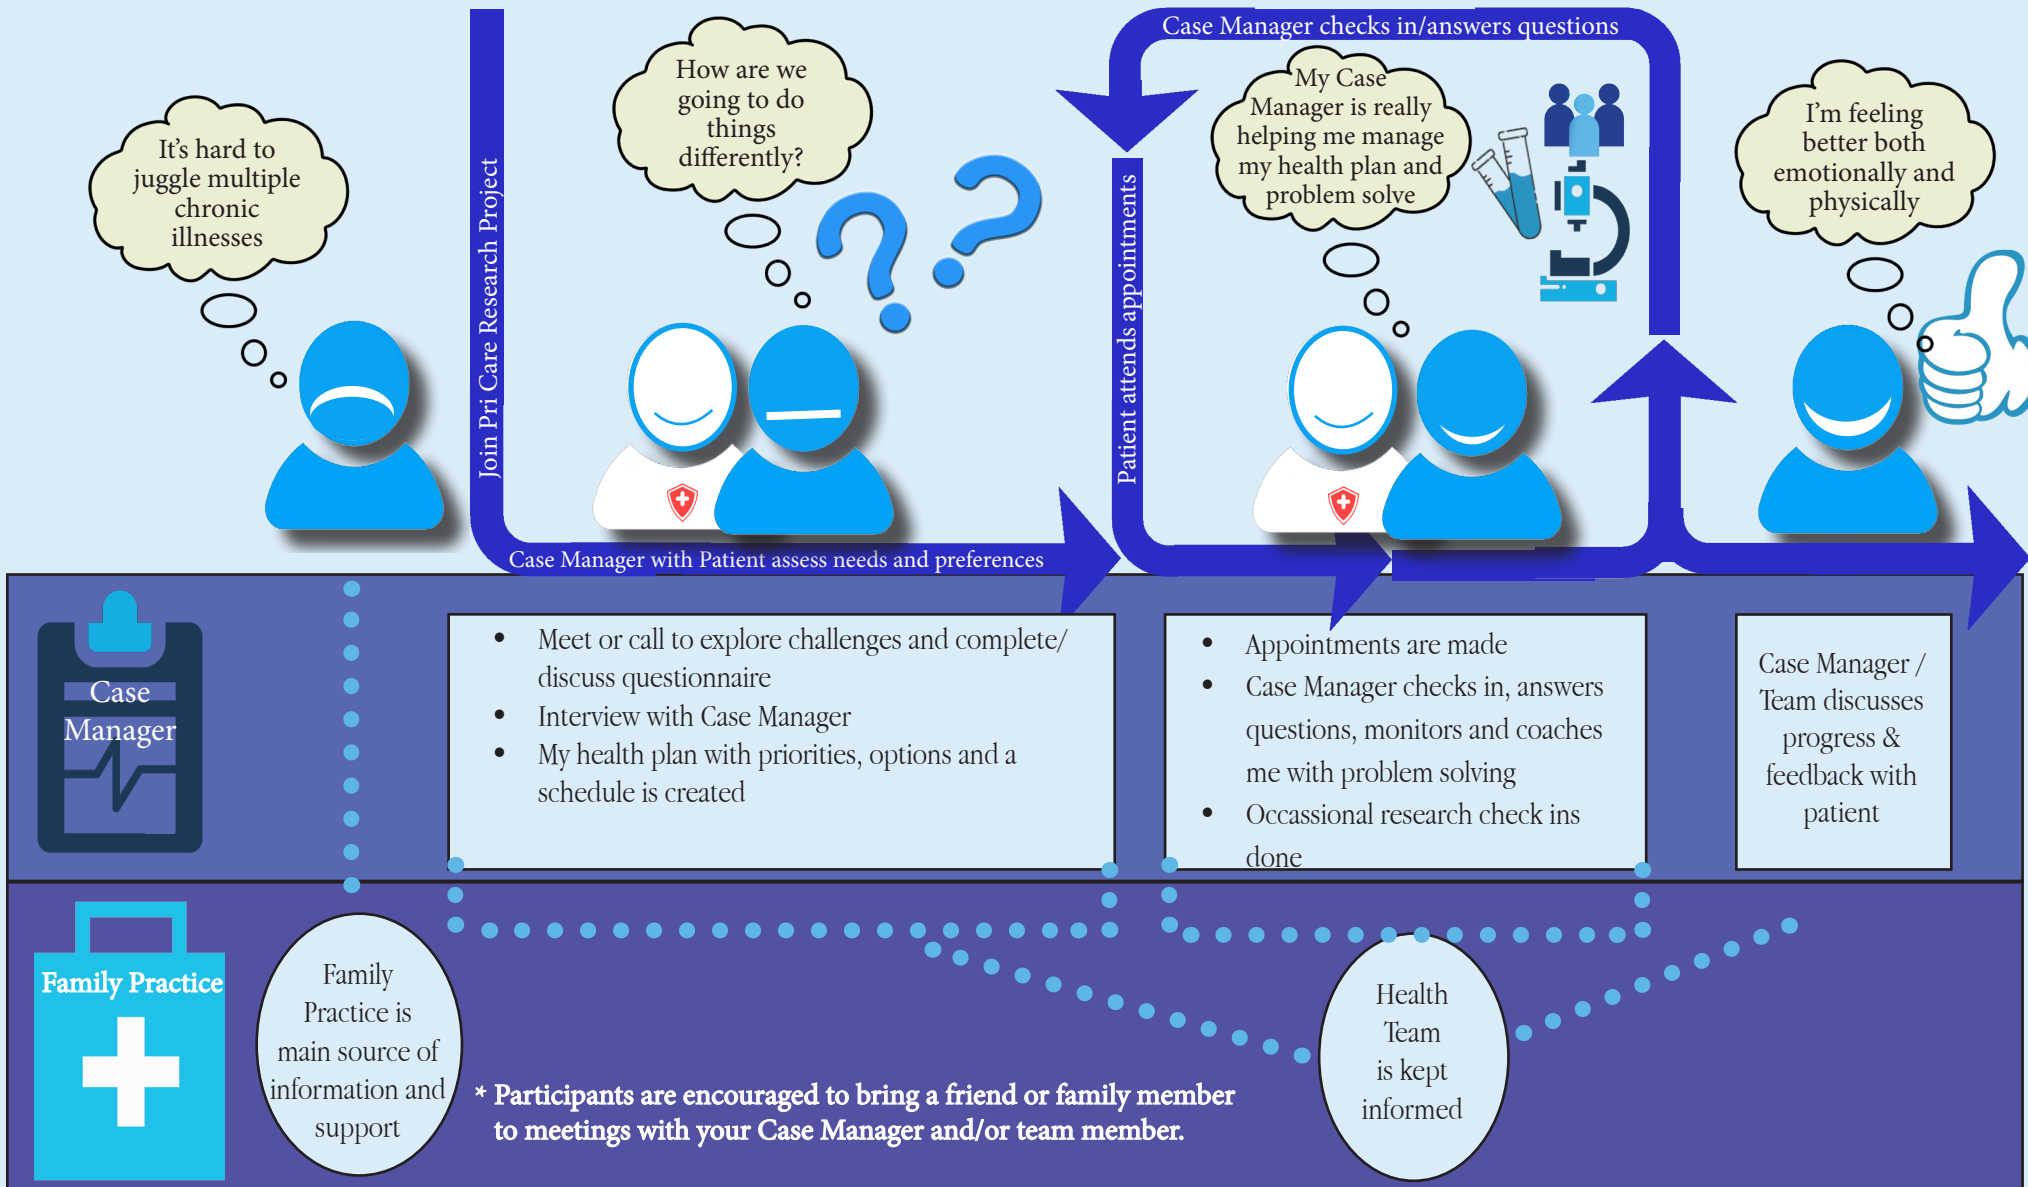 It's hard to
juggle multiple
chronic
illnesses
Join Pri Care Research Project
How are we
going to do
things
differently?
Case Manager with Patient assess needs and preferences
Case Manager checks in/answers questions
Patient attends appointments
My Case
Manager is really
helping me manage
my health plan and
problem solve
I'm feeling
better both
emotionally and
physically
Case
Manager
• Meet or call to explore challenges and complete/
discuss questionnaire
• Interview with Case Manager
• My health plan with priorities, options and a
schedule is created
• Appointments are made
• Case Manager checks in, answers
questions, monitors and coaches
me with problem solving
• Occassional research check ins
done
Case Manager /
Team discusses
progress &
feedback with
patient
Family Practice
Family
Practice is
main source of
information and
support
* Participants are encouraged to bring a friend or family member
to meetings with your Case Manager and/or team member.
Health
Team
is kept
informed